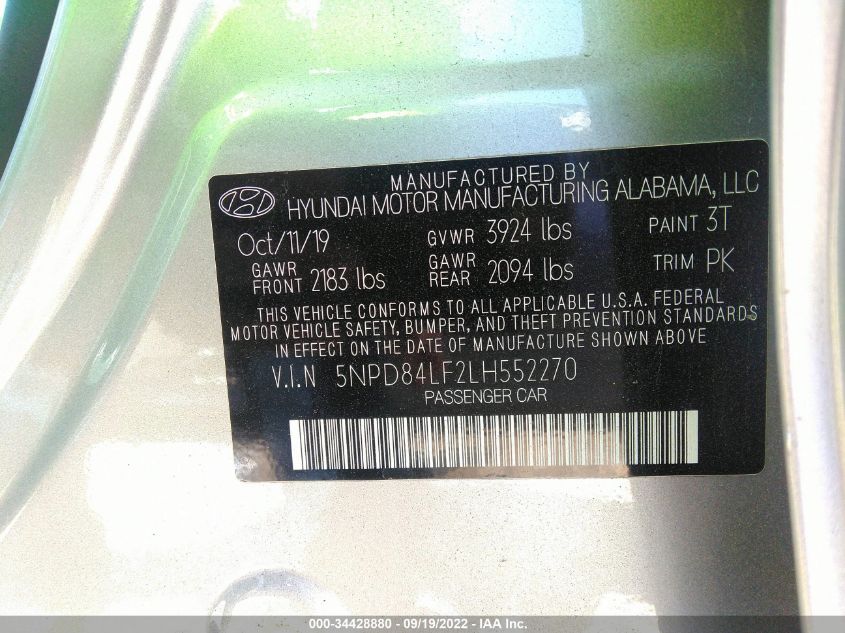 MANUFACTURED BY
HYUNDAI MOTOR MANUFACTURING ALABAMA, LLC
Oct/11/19 GVWR 3924 lbs PAINT 3T
GAWR FRONT 2183 lbs GAWR REAR 2094 lbs TRIM PK
THIS VEHICLE CONFORMS TO ALL APPLICABLE U.S.A. FEDERAL
MOTOR VEHICLE SAFETY, BUMPER, AND THEFT PREVENTION STANDARDS
IN EFFECT ON THE DATE OF MANUFACTURE SHOWN ABOVE
V.I.N 5NPD84LF2LH552270
PASSENGER CAR
000-34428880 - 09/19/2022 - IAA Inc.